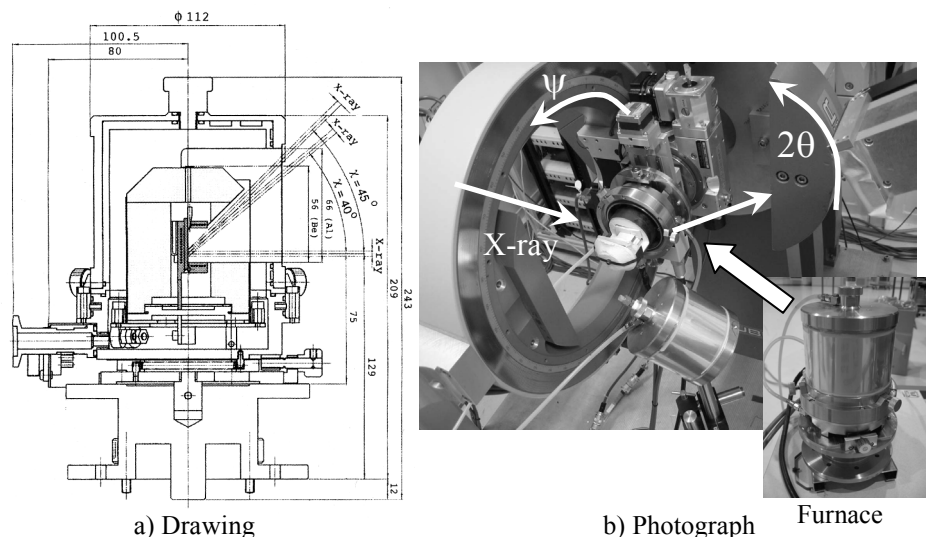 φ 112
100.5
80
X-ray
X-ray
χ = 45°
χ = 40°
66 (Al)
56 (Be)
X-ray
75
129
209
243
12
a) Drawing
ψ
2θ
X-ray
b) Photograph
Furnace